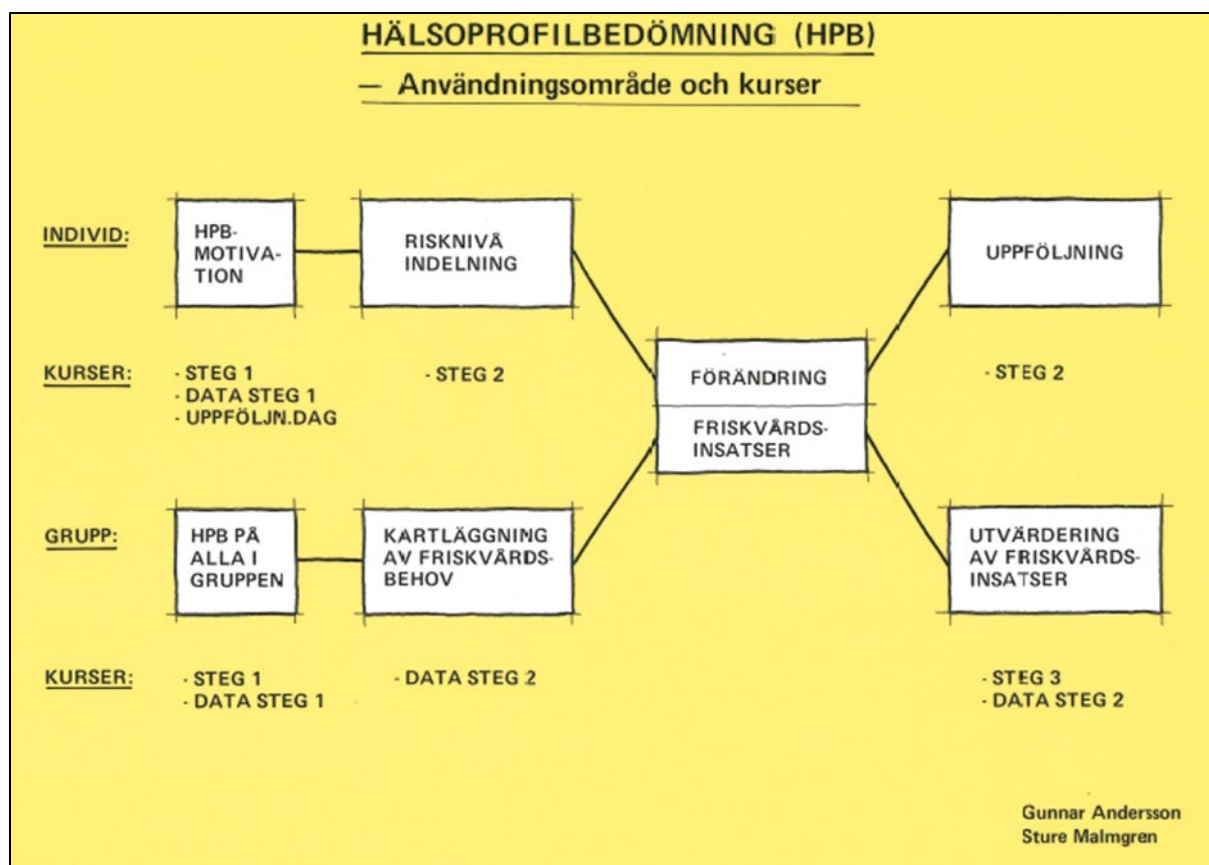 HÄLSOPROFILBEDÖMNING (HPB)
— Användningsområde och kurser
INDIVID:
HPB-
MOTIVA-
TION
RISKNIVÅ
INDELNING
UPPFÖLJNING
KURSER:
- STEG 1
- DATA STEG 1
- UPPFÖLJN.DAG
- STEG 2
FÖRÄNDRING
FRISKVÅRDS-
INSATSER
- STEG 2
GRUPP:
HPB PÅ
ALLA I
GRUPPEN
KARTLÄGGNING
AV FRISKVÅRDS-
BEHOV
UTVÄRDERING
AV FRISKVÅRDS-
INSATSER
KURSER:
- STEG 1
- DATA STEG 1
- DATA STEG 2
- STEG 3
- DATA STEG 2
Gunnar Andersson
Sture Malmgren